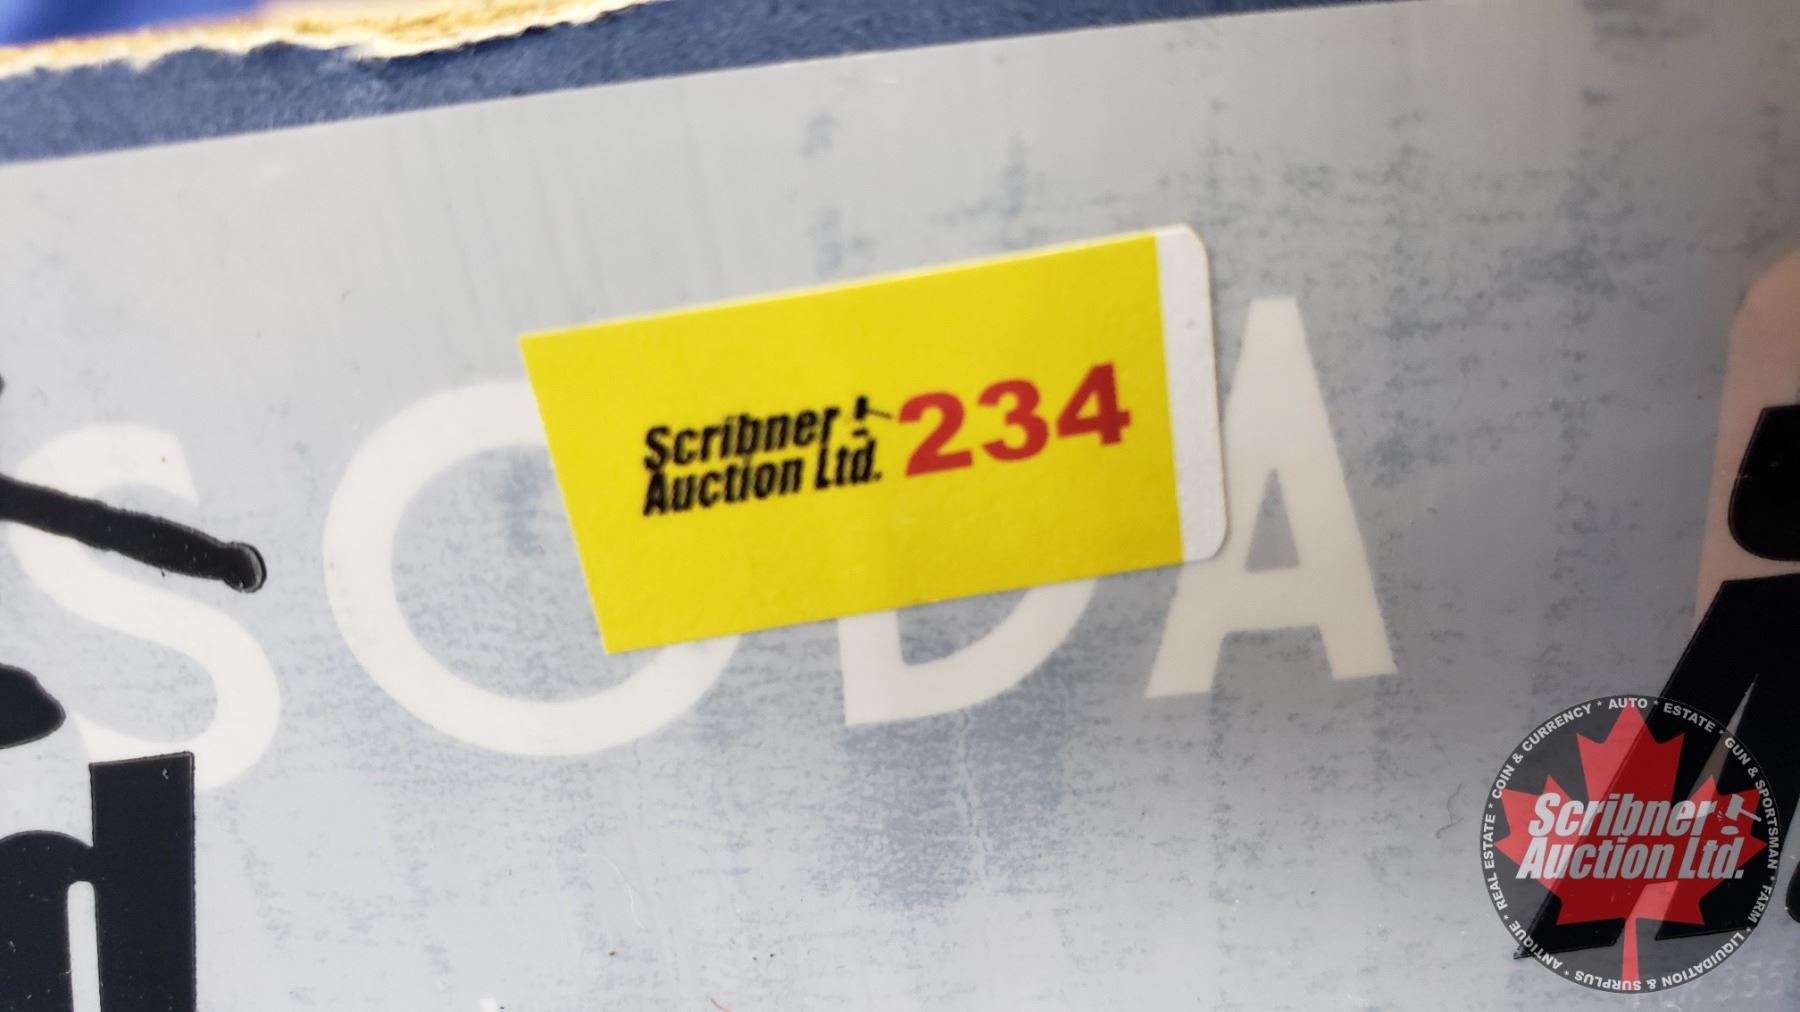 Scribner
Auction Ltd. 234
SODA
d
COIN & CURRENCY * AUTO * ESTATE * GUN & SPORTSMAN * FARM * LIQUIDATION & SURPLUS * ANTIQUE * REAL ESTATE *
Scribner
Auction Ltd.
355